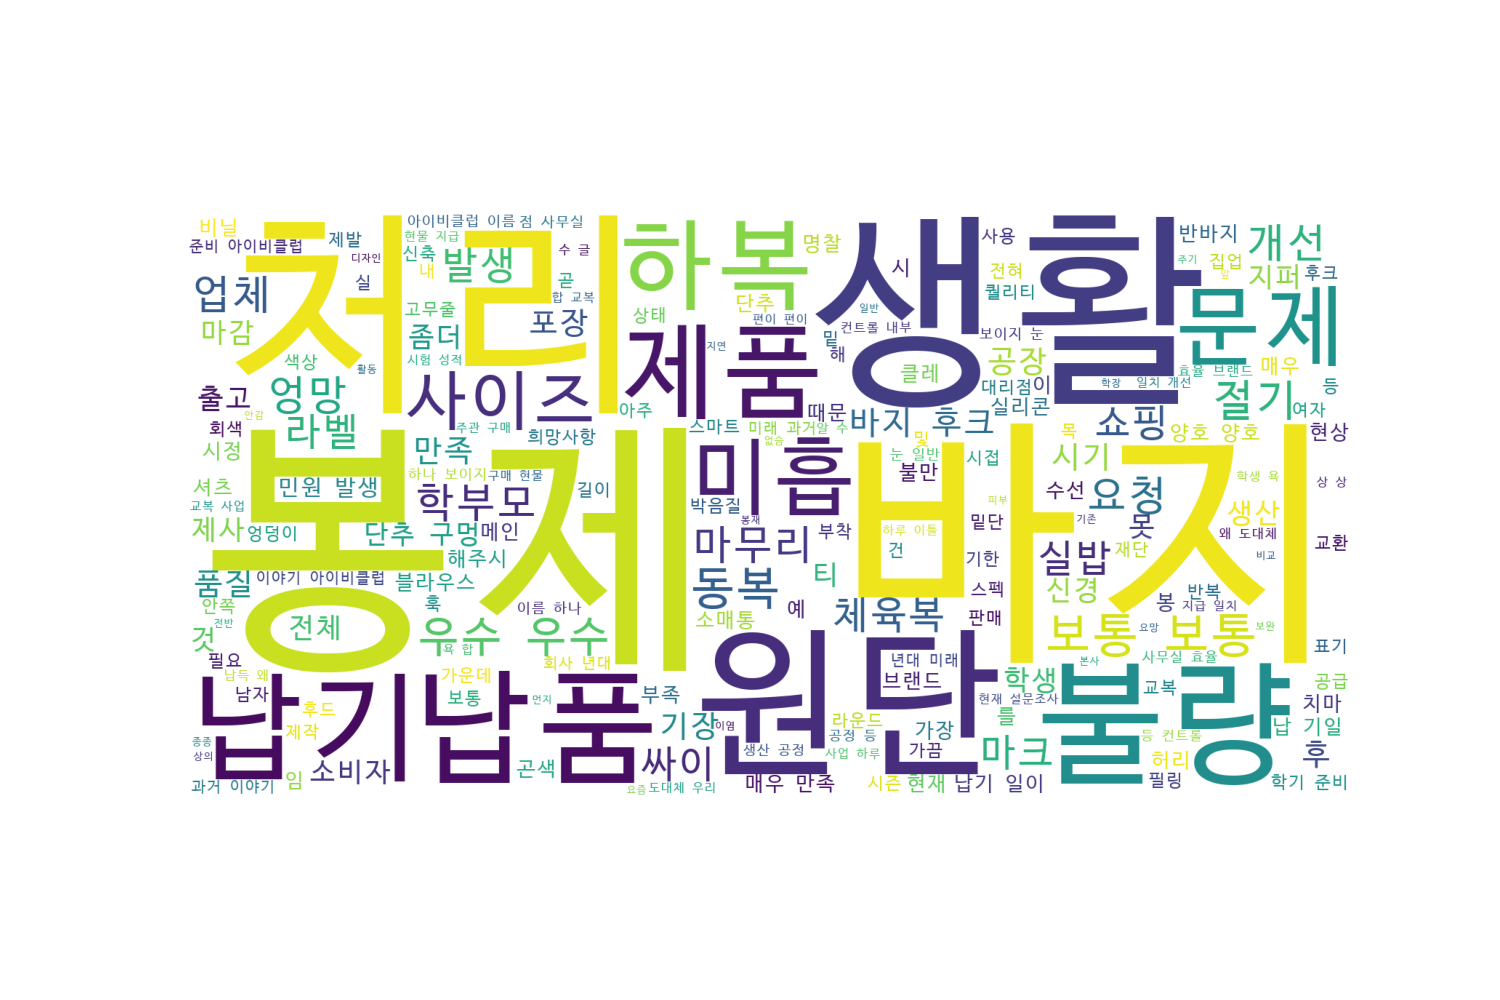 처리
생활
봉제
바지
납기
납품
원단
불량
제품
하복
미흡
문제
사이즈
비닐
준비 아이비클럽
아이비클럽 이름
점 사무실
제발
현물 지급
디자인
신축
내
발생
수 글
곧
실
합 교복
명찰
시
사용
전혀
퀄리티
반바지
주기
집업
앞
개선
지퍼
후크
업체
마감
고무줄
좀더
포장
상태
단추
편이 편이
일반
컨트롤 내부
밑
해
보이지 눈
공장
대리점
이
실리콘
학장
일치 개선
효율 브랜드
매우
등
색상
활동
시험 성적
지연
클레
출고
엉망
안감
회색
라벨
시정
주관 구매
만족
희망사항
아주
스마트
때문
미래 과거
알 수
없슴
바지 후크
및
쇼핑
목
절기
여자
양호 양호
현상
눈 일반
불만
시접
시기
수선
요청
학생 욕
상 상
셔츠
교복 사업
민원 발생
하나 보이지
구매 현물
길이
학부모
박음질
피부
밑단
기존
못
생산
왜 도대체
제사
엉덩이
단추 구멍
메인
봉재
부착
마무리
하루 이틀
건
기한
실밥
재단
비교
교환
해주시
품질
이야기 아이비클럽
블라우스
동복
티
스펙
신경
반복
안쪽
훅
이름 하나
소매통
예
체육복
판매
봉
지급 일치
전반
것
전체
우수 우수
욕 합
보통 보통
요망
보완
표기
필요
남득 왜
남자
회사 년대
가운데
보통
먼지
부족
년대 미래
브랜드
학생
본사
사무실 효율
현재 설문조사
교복
공급
치마
후드
제작
기장
이염
라운드
가장
를
납 기일
종종
상의
소비자
싸이
생산 공정
공정 등
사업 하루
가끔
마크
등 컨트롤
허리
후
과거 이야기
임
곤색
요즘
도대체 우리
매우 만족
시즌
현재
납기 일이
필링
학기 준비